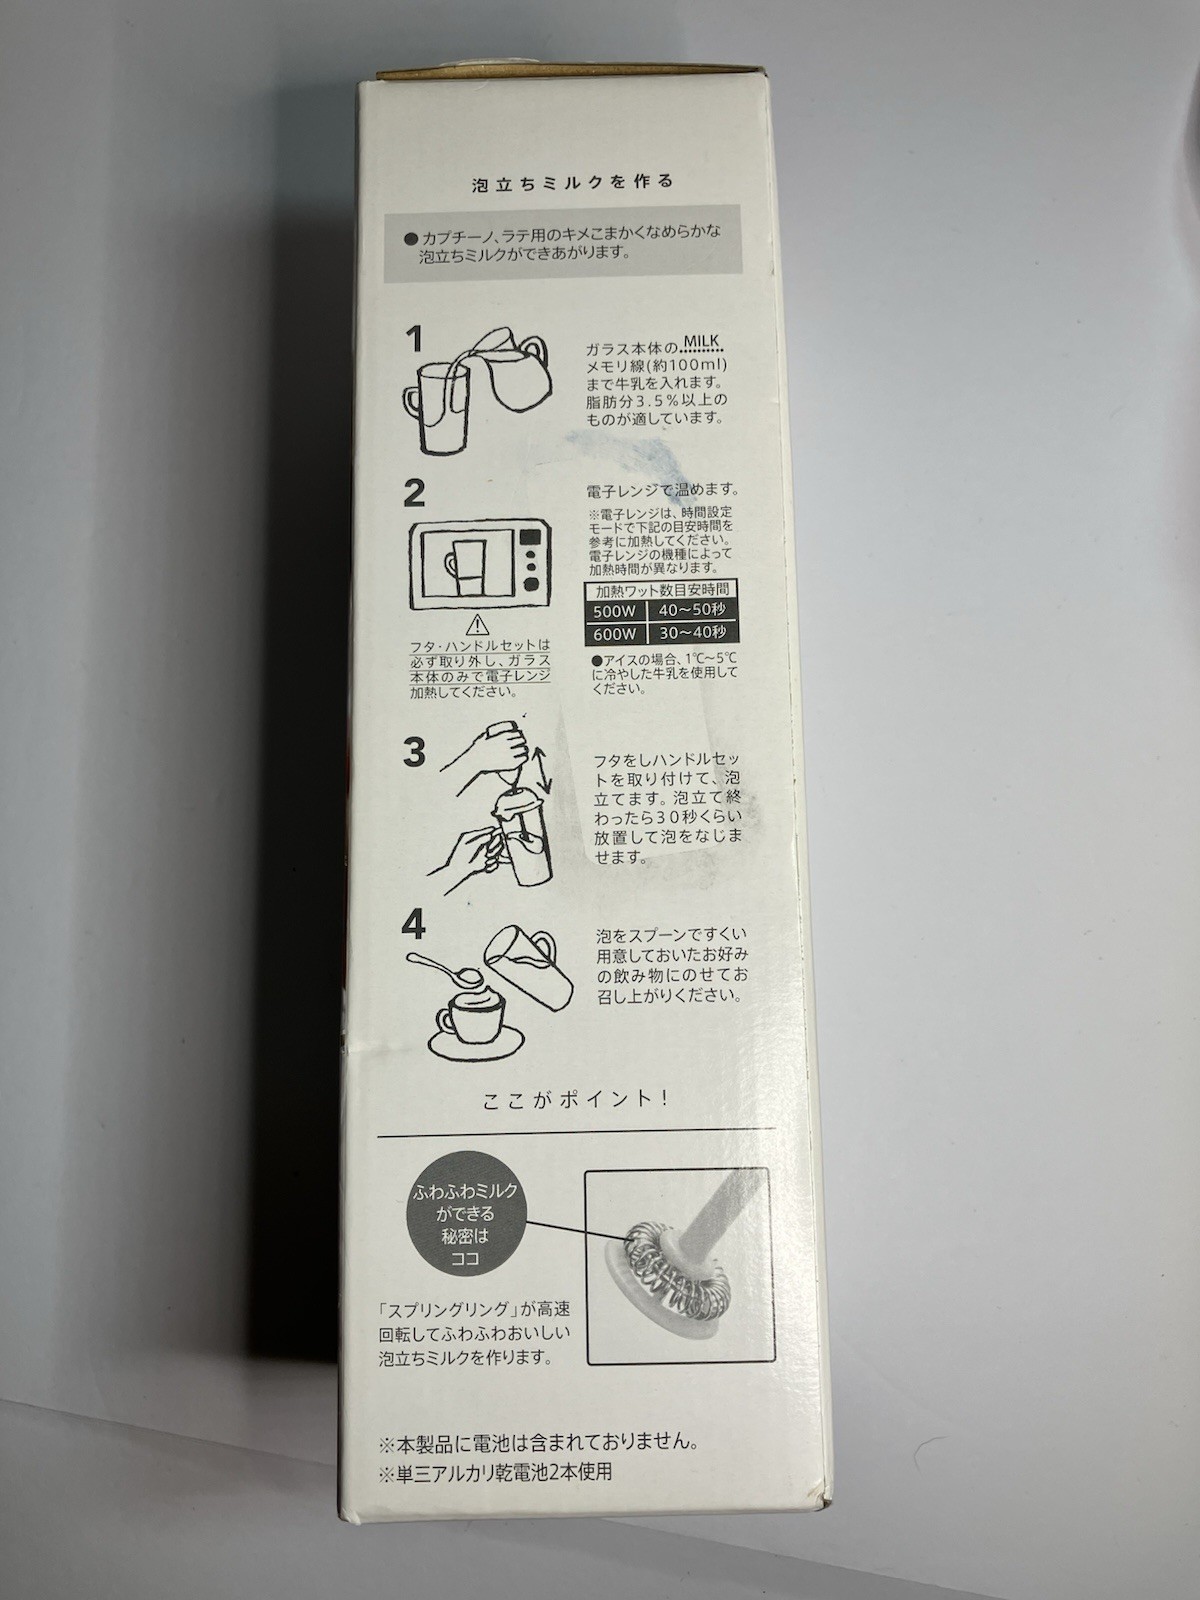 泡立ちミルクを作る
●カプチーノ、ラテ用のキメこまかくなめらかな
泡立ちミルクができあがります。
1
ガラス本体のMILK
メモリ線(約100ml)
まで牛乳を入れます。
脂肪分3.5%以上の
ものが適しています。
2
電子レンジで温めます。
※電子レンジは、時間設定
モードで下記の目安時間を
参考に加熱してください。
電子レンジの機種によって
加熱時間が異なります。
加熱ワット数目安時間
500W 40〜50秒
600W 30〜40秒
●アイスの場合、1℃〜5℃
に冷やした牛乳を使用して
ください。
フタ・ハンドルセットは
必ず取り外し、ガラス
本体のみで電子レンジ
加熱してください。
3
フタをしハンドルセッ
トを取り付けて、泡
立てます。泡立て終
わったら30秒くらい
放置して泡をなじま
せます。
4
泡をスプーンですくい
用意しておいたお好み
の飲み物にのせてお
召し上がりください。
ここがポイント!
ふわふわミルク
ができる
秘密は
ココ
「スプリングリング」が高速
回転してふわふわおいしい
泡立ちミルクを作ります。
※本製品に電池は含まれておりません。
※単三アルカリ乾電池2本使用